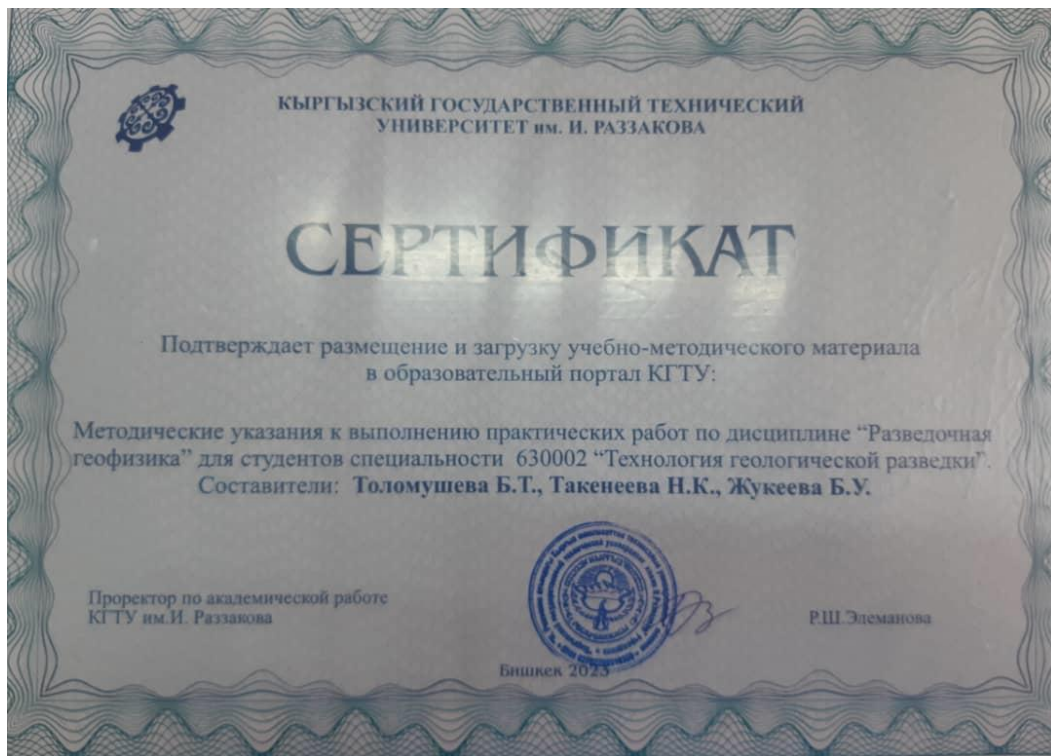 КЫРГЫЗСКИЙ ГОСУДАРСТВЕННЫЙ ТЕХНИЧЕСКИЙ
УНИВЕРСИТЕТ им. И. РАЗЗАКОВА
СЕРТИФИКАТ
Подтверждает размещение и загрузку учебно-методического материала
в образовательный портал КГТУ:
Методические указания к выполнению практических работ по дисциплине “Разведочная
геофизика” для студентов специальности 630002 “Технология геологической разведки”.
Составители: Толомушева Б.Т., Такенеева Н.К., Жукеева Б.У.
Проректор по академической работе
КГТУ им.И. Раззакова
Р.Ш.Элеманова
Бишкек 2023